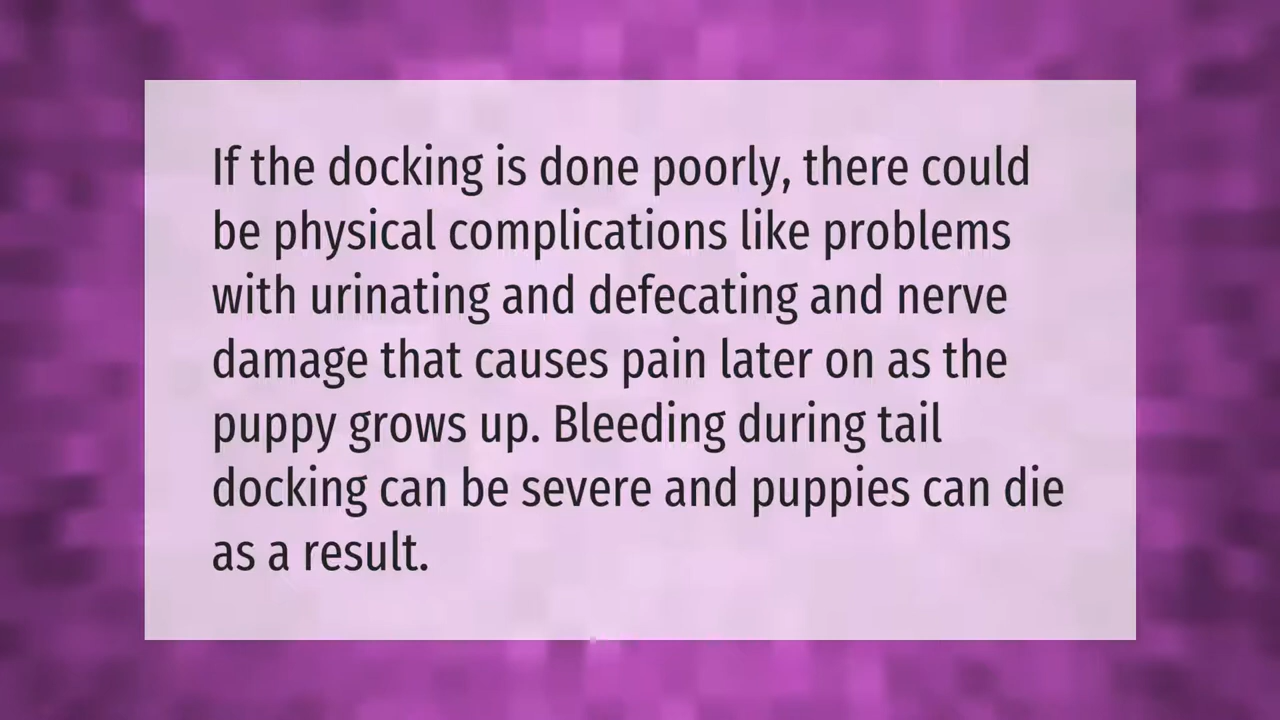 If the docking is done poorly, there could
be physical complications like problems
with urinating and defecating and nerve
damage that causes pain later on as the
puppy grows up. Bleeding during tail
docking can be severe and puppies can die
as a result.